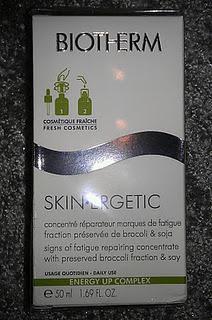 BIOTHERM
1
2
COSMÉTIQUE FRAÎCHE
FRESH COSMETICS
SKIN·ERGETIC
concentré réparateur marques de fatigue
fraction préservée de brocoli & soja
signs of fatigue repairing concentrate
with preserved broccoli fraction & soy
USAGE QUOTIDIEN - DAILY USE
ENERGY UP COMPLEX
e 50 ml 1.69 FL. OZ.